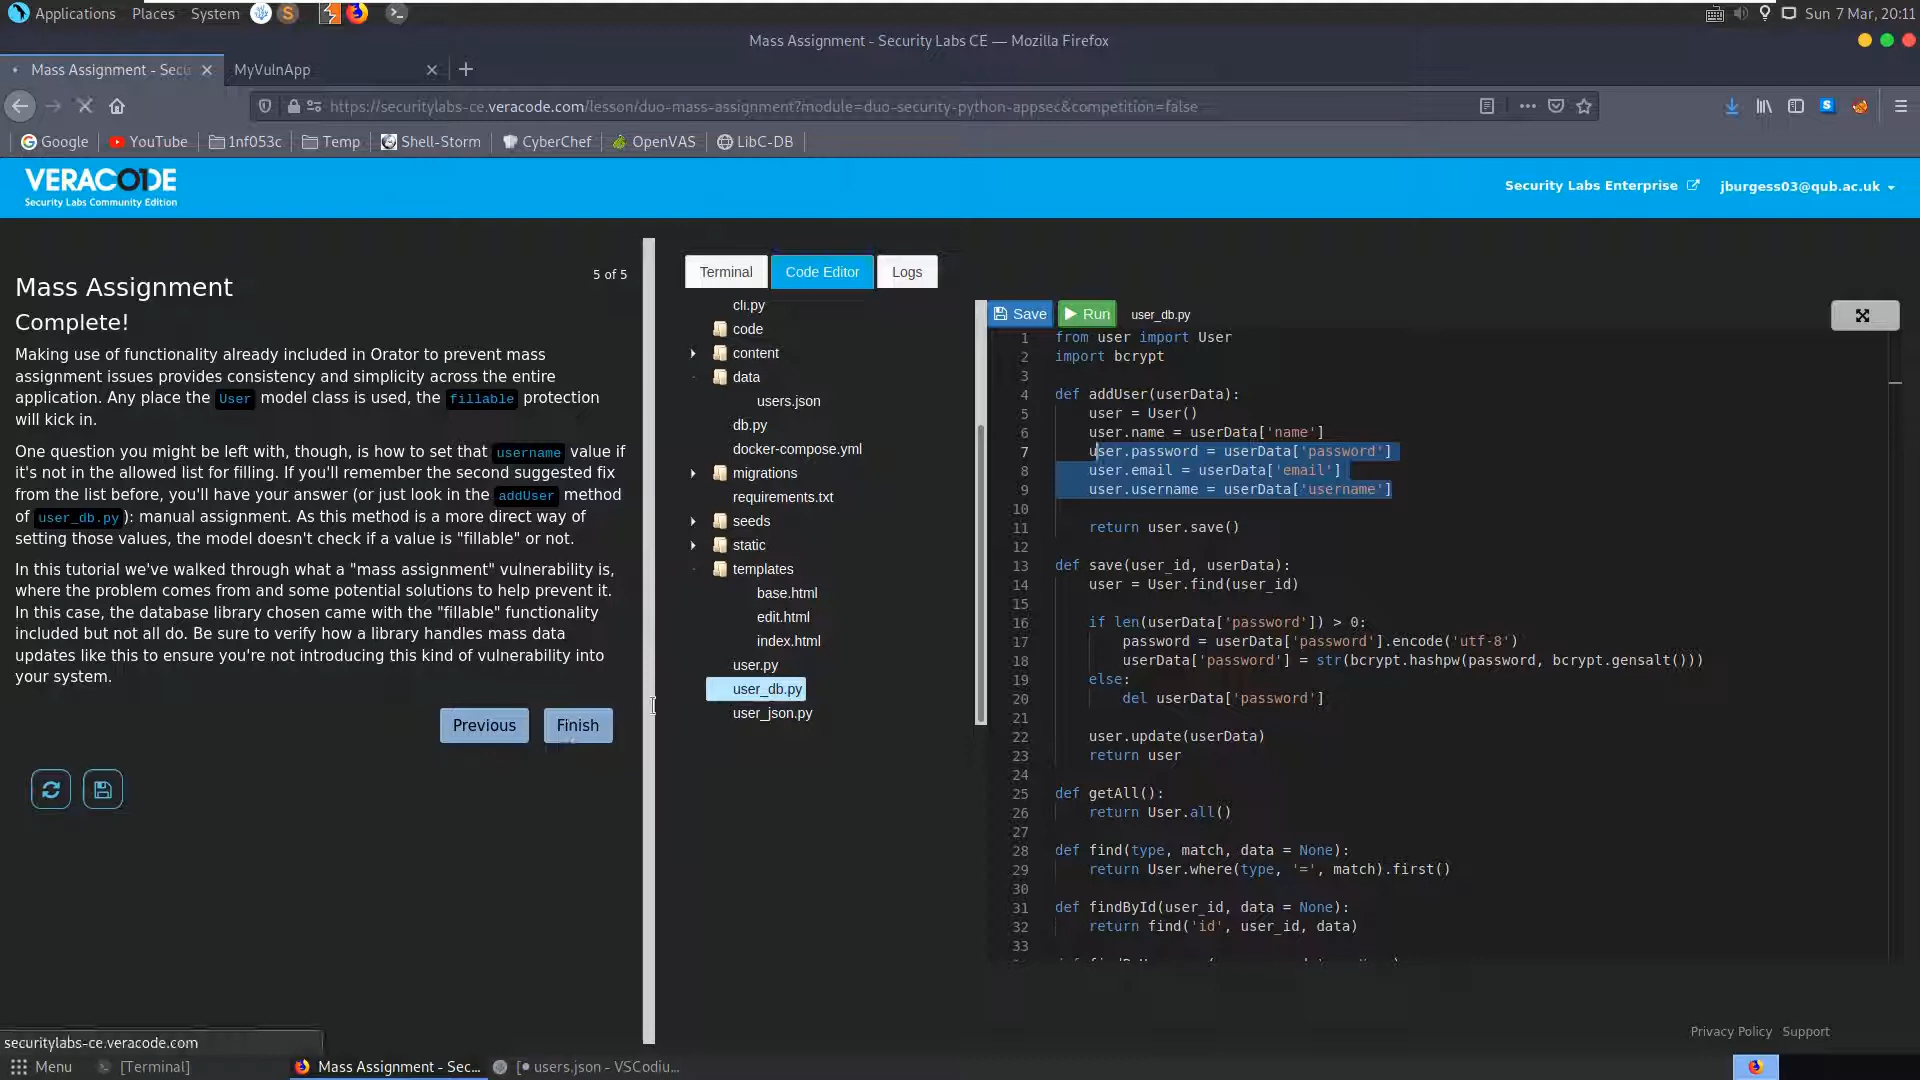 Applications Places System
Sun 7 Mar, 20:11
Mass Assignment - Security Labs CE — Mozilla Firefox
Mass Assignment - Secu
MyVulnApp
https://securitylabs-ce.veracode.com/lesson/duo-mass-assignment?module=duo-security-python-appsec&competition=false
Google YouTube 1nf053c Temp Shell-Storm CyberChef OpenVAS LibC-DB
VERACODE
Security Labs Community Edition
Security Labs Enterprise jburgess03@qub.ac.uk
5 of 5
Mass Assignment
Complete!
Making use of functionality already included in Orator to prevent mass
assignment issues provides consistency and simplicity across the entire
application. Any place the User model class is used, the fillable protection
will kick in.
One question you might be left with, though, is how to set that username value if
it's not in the allowed list for filling. If you'll remember the second suggested fix
from the list before, you'll have your answer (or just look in the addUser method
of user_db.py): manual assignment. As this method is a more direct way of
setting those values, the model doesn't check if a value is "fillable" or not.
In this tutorial we've walked through what a "mass assignment" vulnerability is,
where the problem comes from and some potential solutions to help prevent it.
In this case, the database library chosen came with the "fillable" functionality
included but not all do. Be sure to verify how a library handles mass data
updates like this to ensure you're not introducing this kind of vulnerability into
your system.
Previous Finish
Terminal Code Editor Logs
cli.py
code
content
data
users.json
db.py
docker-compose.yml
migrations
requirements.txt
seeds
static
templates
base.html
edit.html
index.html
user.py
user_db.py
user_json.py
Save Run user_db.py
1 from user import User
2 import bcrypt
3
4 def addUser(userData):
5 user = User()
6 user.name = userData['name']
7 user.password = userData['password']
8 user.email = userData['email']
9 user.username = userData['username']
10
11 return user.save()
12
13 def save(user_id, userData):
14 user = User.find(user_id)
15
16 if len(userData['password']) > 0:
17 password = userData['password'].encode('utf-8')
18 userData['password'] = str(bcrypt.hashpw(password, bcrypt.gensalt()))
19 else:
20 del userData['password']
21
22 user.update(userData)
23 return user
24
25 def getAll():
26 return User.all()
27
28 def find(type, match, data = None):
29 return User.where(type, '=', match).first()
30
31 def findById(user_id, data = None):
32 return find('id', user_id, data)
33
Privacy Policy Support
securitylabs-ce.veracode.com
Menu [Terminal] Mass Assignment - Sec... [● users.json - VSCodiu...